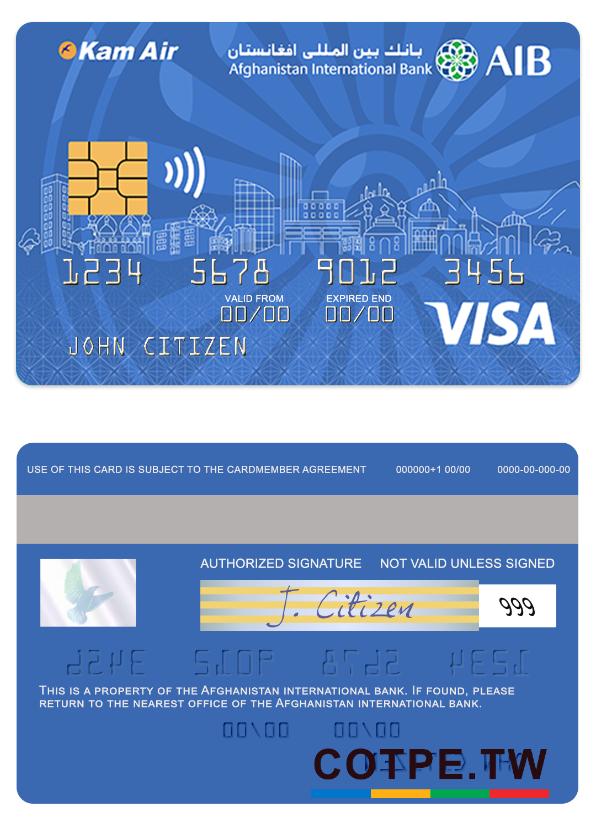 Kam Air
بانك بین المللی افغانستان
Afghanistan International Bank
AIB
1234 5678 9012 3456
VALID FROM
EXPIRED END
00/00 00/00
VISA
JOHN CITIZEN
USE OF THIS CARD IS SUBJECT TO THE CARDMEMBER AGREEMENT 000000+1 00/00 0000-00-000-00
AUTHORIZED SIGNATURE NOT VALID UNLESS SIGNED
J. Citizen
999
THIS IS A PROPERTY OF THE AFGHANISTAN INTERNATIONAL BANK. IF FOUND, PLEASE
RETURN TO THE NEAREST OFFICE OF THE AFGHANISTAN INTERNATIONAL BANK.
00/00 00/00
COTPE.TW